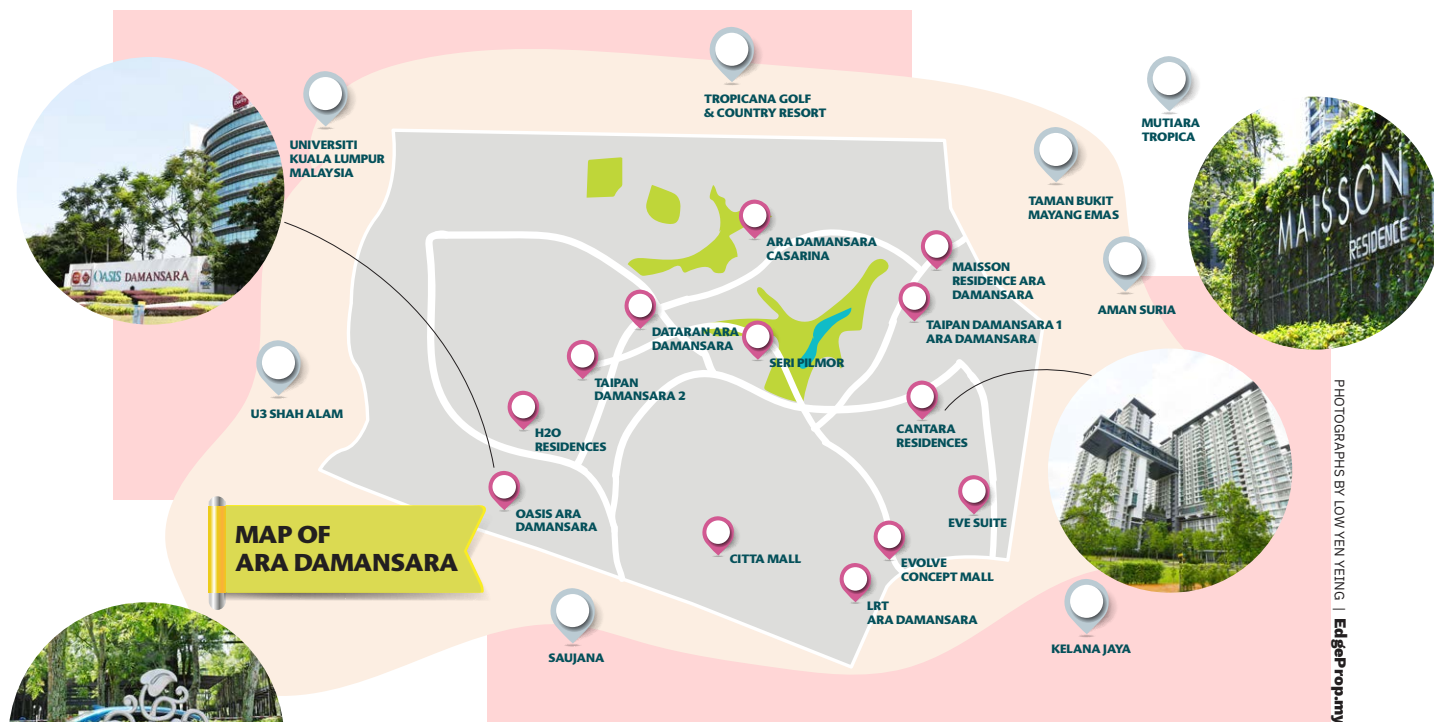 TROPICANA GOLF
& COUNTRY RESORT
MUTIARA
TROPICA
UNIVERSITI
KUALA LUMPUR
MALAYSIA
TAMAN BUKIT
MAYANG EMAS
MAISSON
RESIDENCE
ARA DAMANSARA
CASARINA
MAISSON
RESIDENCE ARA
DAMANSARA
OASIS DAMANSARA
AMAN SURIA
TAIPAN DAMANSARA 1
ARA DAMANSARA
DATARAN ARA
DAMANSARA
SERI PILMOR
TAIPAN
DAMANSARA 2
U3 SHAH ALAM
H2O
RESIDENCES
CANTARA
RESIDENCES
OASIS ARA
DAMANSARA
EVE SUITE
MAP OF
ARA DAMANSARA
CITTA MALL
EVOLVE
CONCEPT MALL
LRT
ARA DAMANSARA
SAUJANA
KELANA JAYA
PHOTOGRAPHS BY LOW YEN YEING | EdgeProp.my